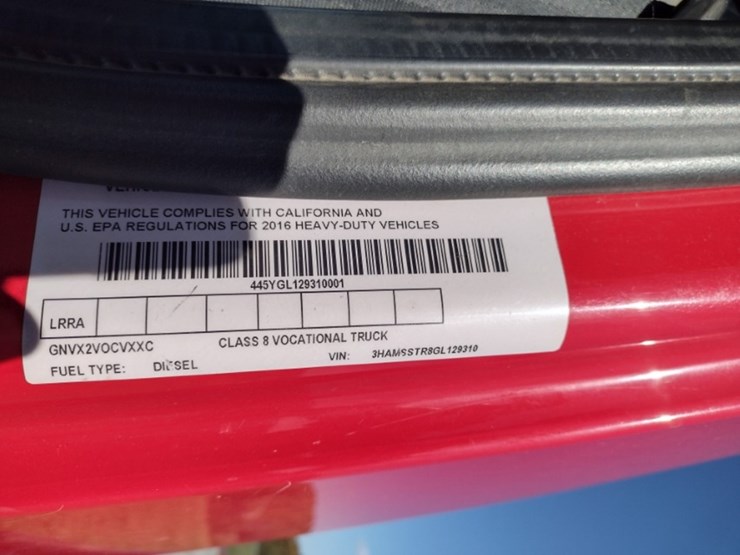 THIS VEHICLE COMPLIES WITH CALIFORNIA AND
U.S. EPA REGULATIONS FOR 2016 HEAVY-DUTY VEHICLES
445YGL129310001
LRRA
GNVX2VOCVXXC CLASS 8 VOCATIONAL TRUCK
FUEL TYPE: DIESEL VIN: 3HAMSSTR8GL129310